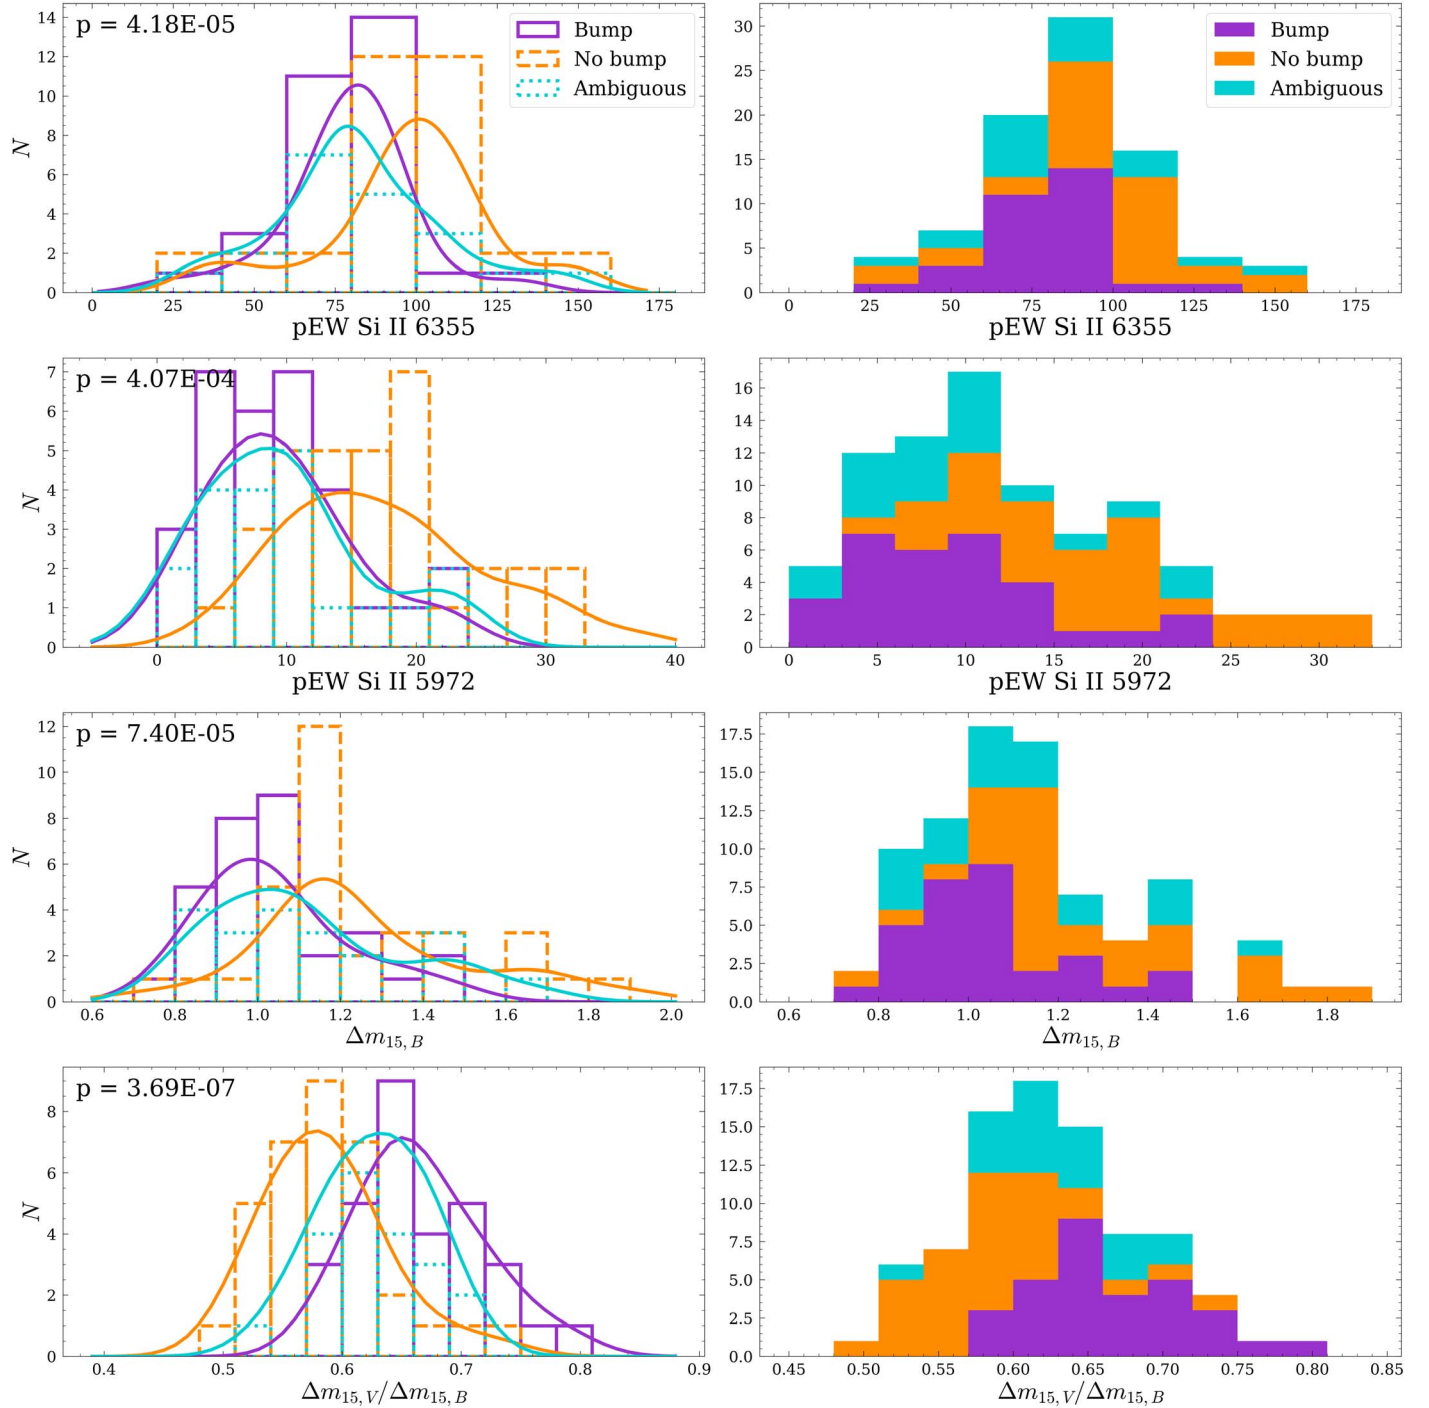 p = 4.18E-05
Bump
No bump
Ambiguous
N
14
12
10
8
6
4
2
0
0 25 50 75 100 125 150 175
pEW Si II 6355
Bump
No bump
Ambiguous
30
25
20
15
10
5
0
0 25 50 75 100 125 150 175
pEW Si II 6355
p = 4.07E-04
N
7
6
5
4
3
2
1
0
0 10 20 30 40
pEW Si II 5972
16
14
12
10
8
6
4
2
0
0 5 10 15 20 25 30
pEW Si II 5972
p = 7.40E-05
N
12
10
8
6
4
2
0
0.6 0.8 1.0 1.2 1.4 1.6 1.8 2.0
Δm15, B
17.5
15.0
12.5
10.0
7.5
5.0
2.5
0.0
0.6 0.8 1.0 1.2 1.4 1.6 1.8
Δm15, B
p = 3.69E-07
N
8
6
4
2
0
0.4 0.5 0.6 0.7 0.8 0.9
Δm15, V/Δm15, B
17.5
15.0
12.5
10.0
7.5
5.0
2.5
0.0
0.45 0.50 0.55 0.60 0.65 0.70 0.75 0.80 0.85
Δm15, V/Δm15, B